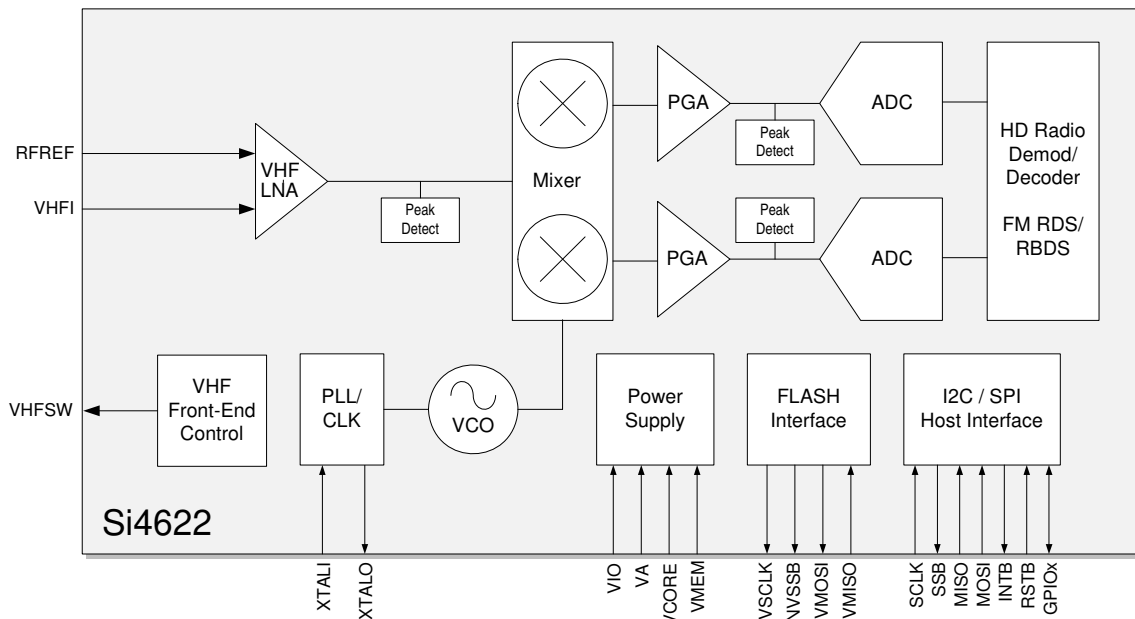 RFREF
VHFI
VHF
LNA
Peak
Detect
Mixer
PGA
Peak
Detect
ADC
PGA
Peak
Detect
ADC
HD Radio
Demod/
Decoder
FM RDS/
RBDS
VHFSW
VHF
Front-End
Control
PLL/
CLK
VCO
Power
Supply
FLASH
Interface
I2C / SPI
Host Interface
Si4622
XTALI
XTALO
VIO
VA
VCORE
VMEM
VSCLK
NVSSB
VMOSI
VMISO
SCLK
SSB
MISO
MOSI
INTB
RSTB
GPIOx